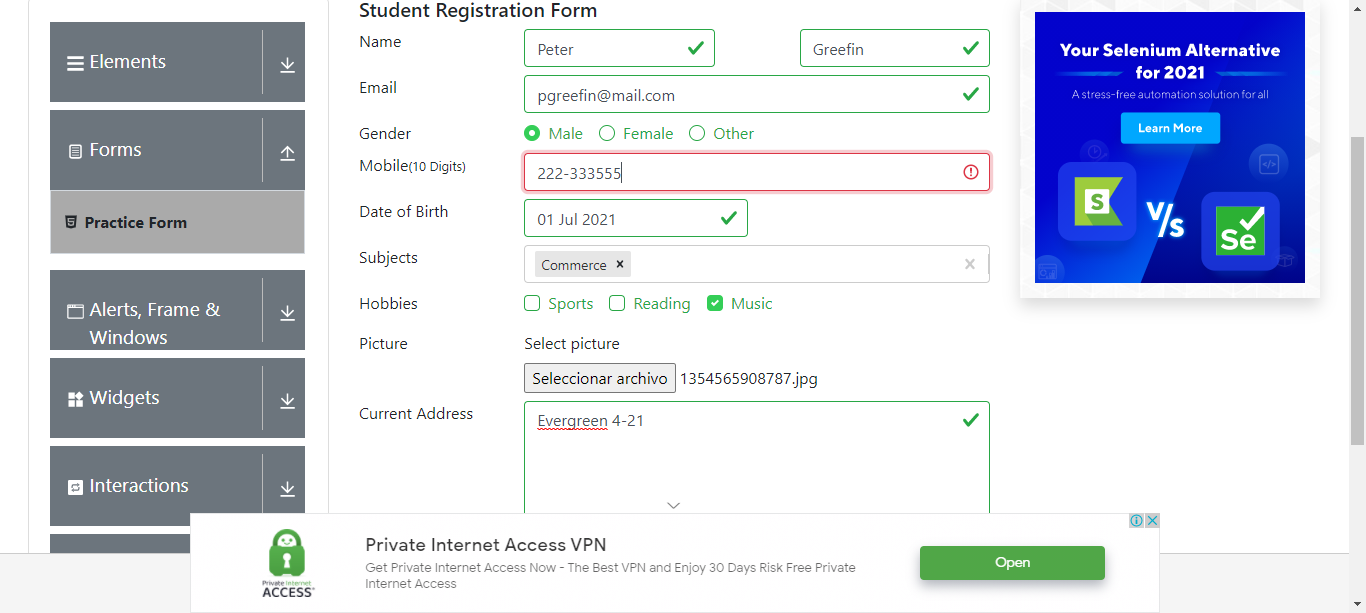 Elements
Forms
Practice Form
Alerts, Frame &
Windows
Widgets
Interactions
Student Registration Form
Name
Peter
Greefin
Email
pgreefin@mail.com
Gender
Male
Female
Other
Mobile(10 Digits)
222-333555
Date of Birth
01 Jul 2021
Subjects
Commerce
Hobbies
Sports
Reading
Music
Picture
Select picture
Seleccionar archivo 1354565908787.jpg
Current Address
Evergreen 4-21
Your Selenium Alternative
for 2021
A stress-free automation solution for all
Learn More
S
V/s
Se
Private Internet
ACCESS
Private Internet Access VPN
Get Private Internet Access Now - The Best VPN and Enjoy 30 Days Risk Free Private
Internet Access
Open